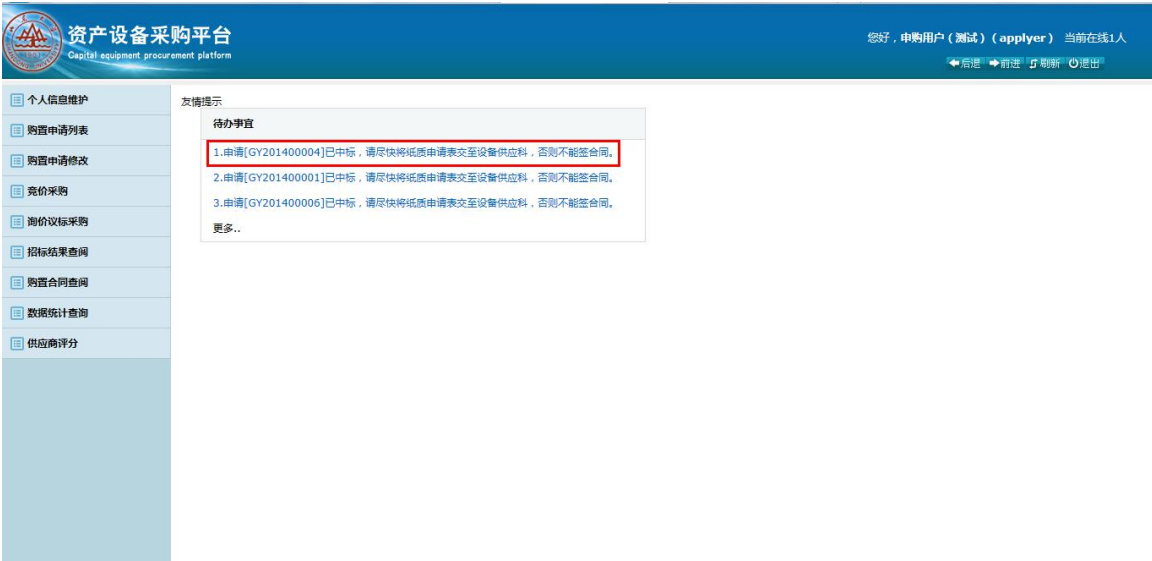 资产设备采购平台
Capital equipment procurement platform
您好，申购用户（测试）（applyer） 当前在线1人
后退 前进 刷新 退出
个人信息维护
购置申请列表
购置申请修改
竞价采购
询价议标采购
招标结果查阅
购置合同查阅
数据统计查询
供应商评分
友情提示
待办事宜
1.申请[GY201400004]已中标，请尽快将纸质申请表交至设备供应科，否则不能签合同。
2.申请[GY201400001]已中标，请尽快将纸质申请表交至设备供应科，否则不能签合同。
3.申请[GY201400006]已中标，请尽快将纸质申请表交至设备供应科，否则不能签合同。
更多..